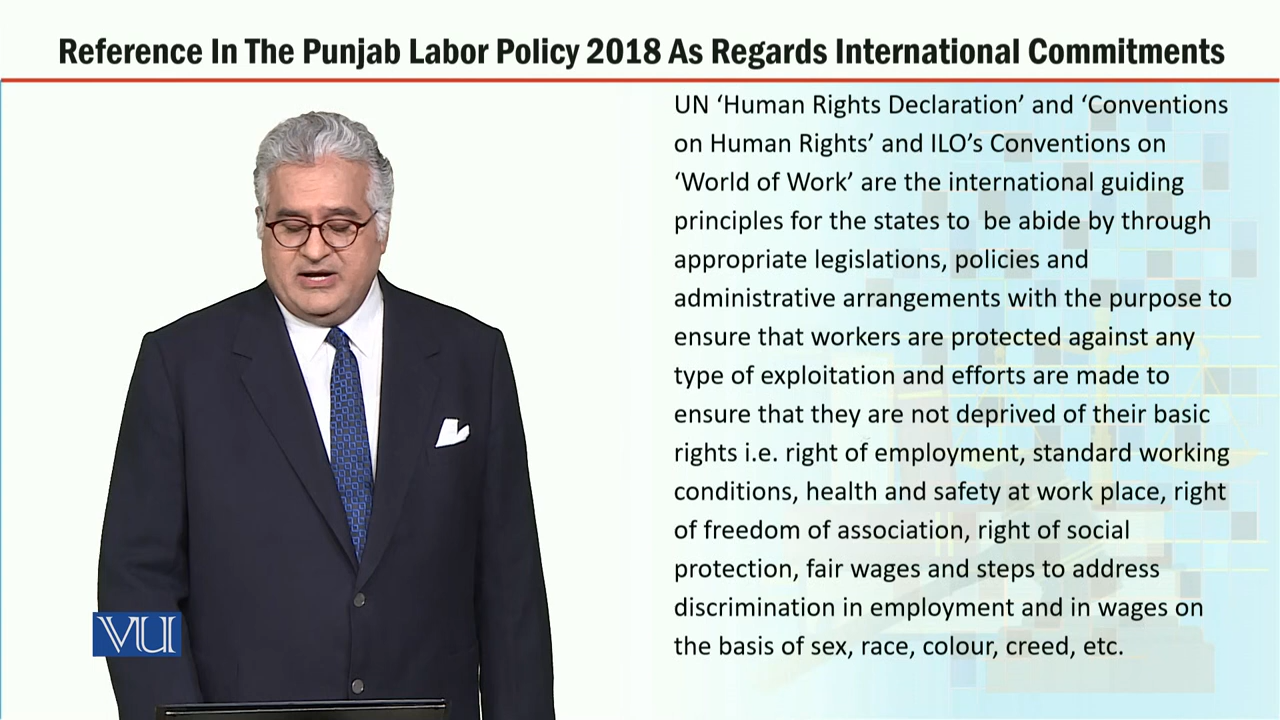 Reference In The Punjab Labor Policy 2018 As Regards International Commitments
UN ‘Human Rights Declaration’ and ‘Conventions
on Human Rights’ and ILO’s Conventions on
‘World of Work’ are the international guiding
principles for the states to  be abide by through
appropriate legislations, policies and
administrative arrangements with the purpose to
ensure that workers are protected against any
type of exploitation and efforts are made to
ensure that they are not deprived of their basic
rights i.e. right of employment, standard working
conditions, health and safety at work place, right
of freedom of association, right of social
protection, fair wages and steps to address
discrimination in employment and in wages on
the basis of sex, race, colour, creed, etc.
VU